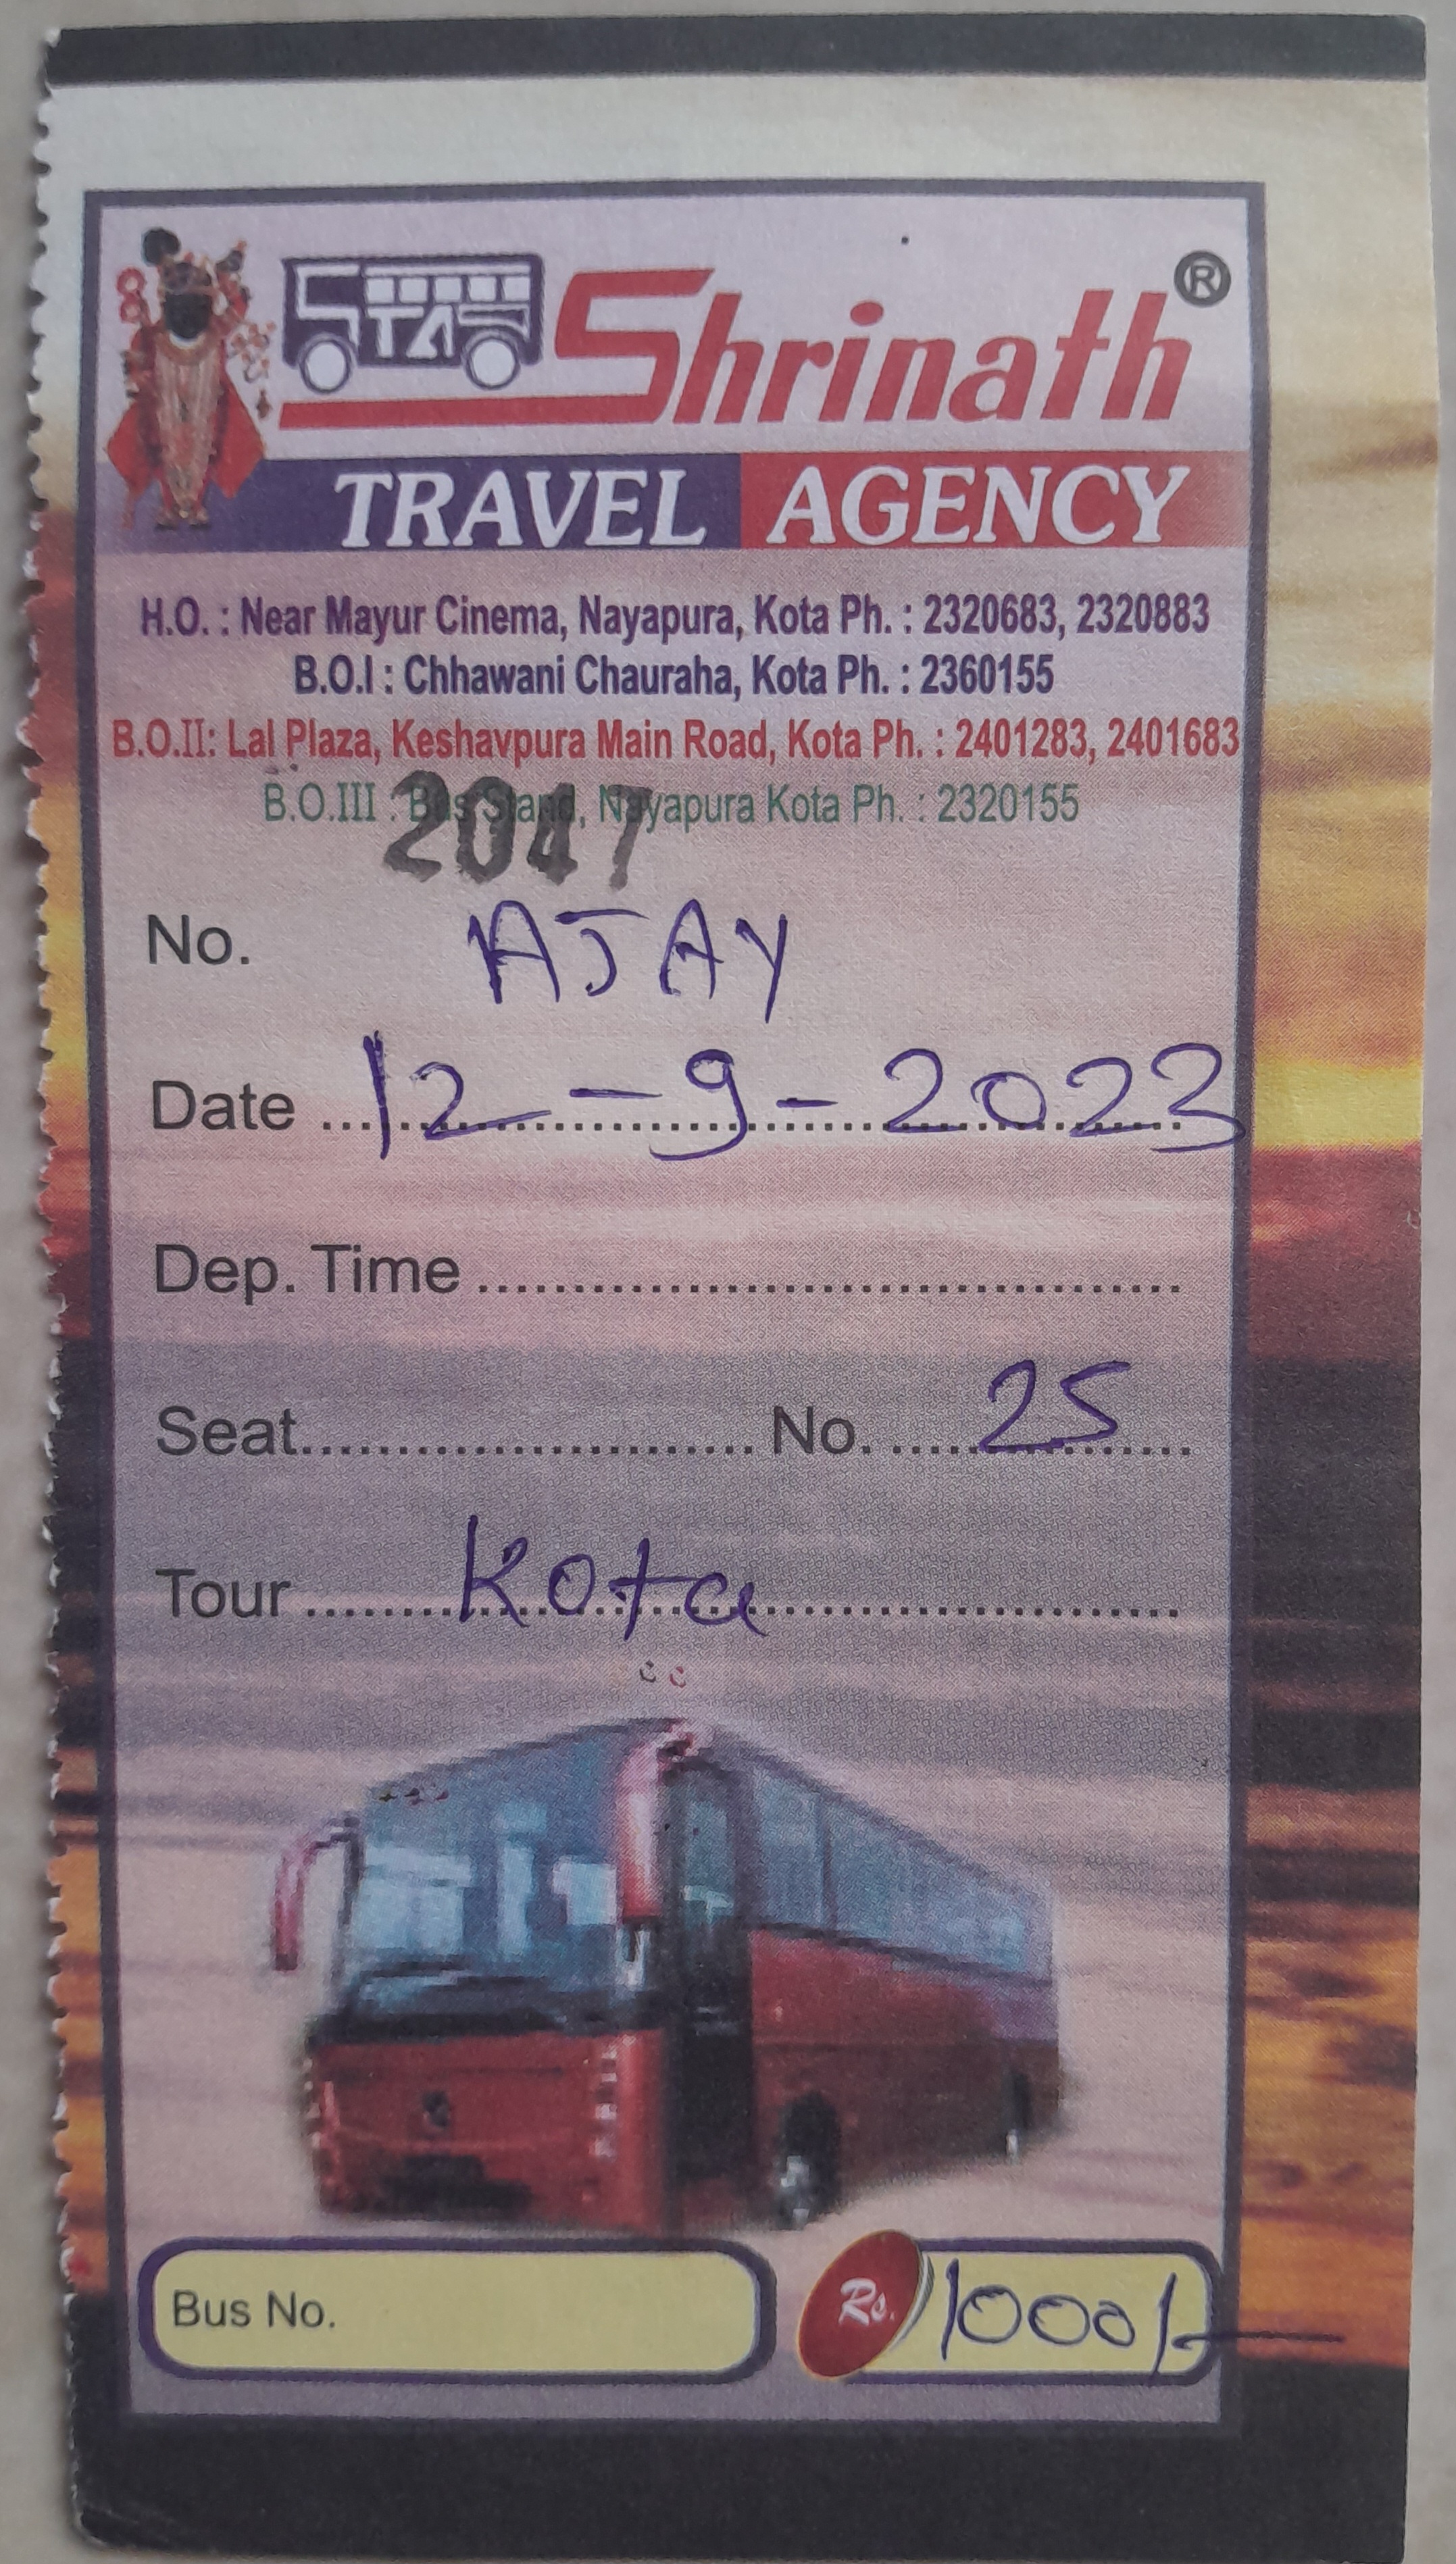 STAS Shrinath®
TRAVEL AGENCY
H.O. : Near Mayur Cinema, Nayapura, Kota Ph. : 2320683, 2320883
B.O.I : Chhawani Chauraha, Kota Ph. : 2360155
B.O.II: Lal Plaza, Keshavpura Main Road, Kota Ph. : 2401283, 2401683
B.O.III : Bus Stand, Nayapura Kota Ph. : 2320155
2047
No. AJAY
Date 12-9-2023
Dep. Time
Seat No. 25
Tour Kota
Bus No. Rs. 1000/-